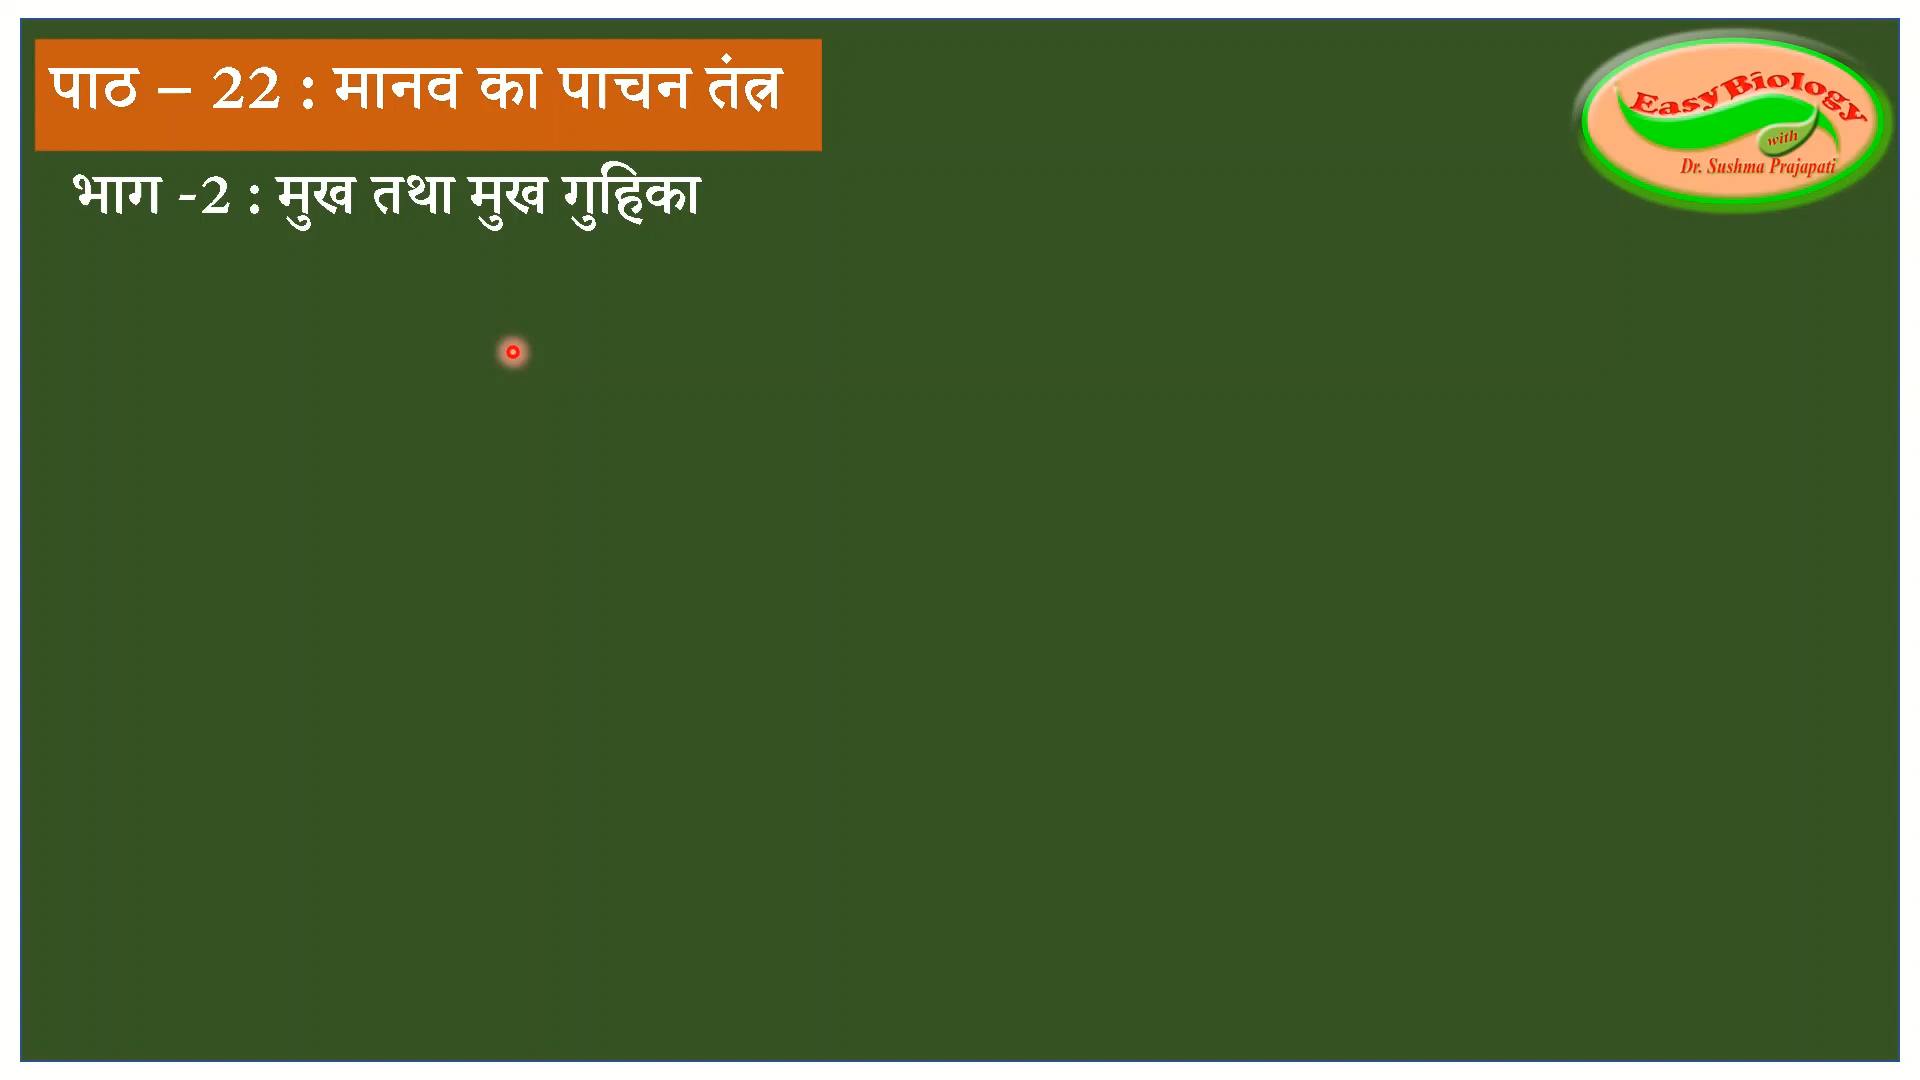 पाठ – 22 : मानव का पाचन तंत्र
भाग -2 : मुख तथा मुख गुहिका
EasyBiology
with
Dr. Sushma Prajapati